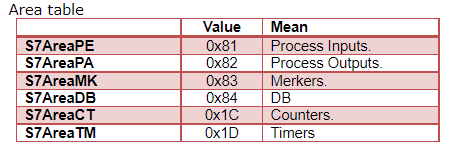 Area table
Value Mean
S7AreaPE 0x81 Process Inputs.
S7AreaPA 0x82 Process Outputs.
S7AreaMK 0x83 Merkers.
S7AreaDB 0x84 DB
S7AreaCT 0x1C Counters.
S7AreaTM 0x1D Timers